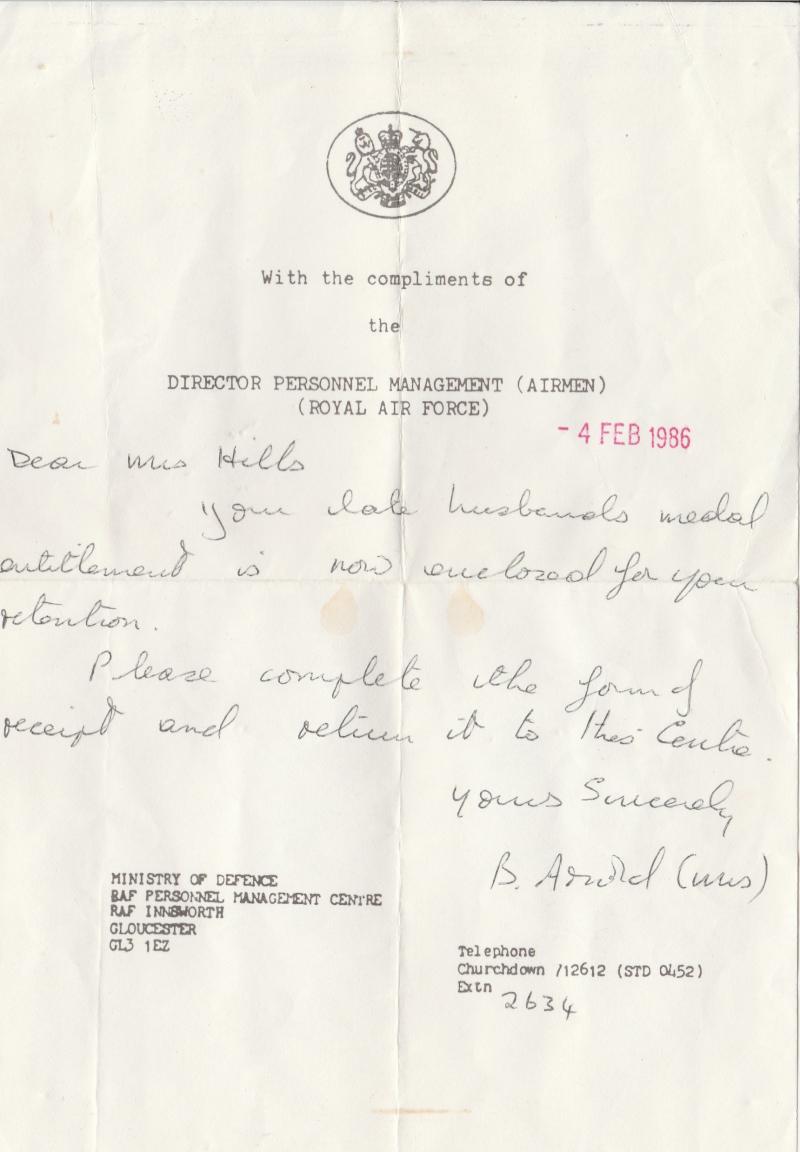 With the compliments of
the
DIRECTOR PERSONNEL MANAGEMENT (AIRMEN)
(ROYAL AIR FORCE)
- 4 FEB 1986
Dear Mrs Hills
Your late husbands medal
entitlement is now enclosed for your
retention.
Please complete the form of
receipt and return it to this Centre.
Yours Sincerely
B. (Mrs)
MINISTRY OF DEFENCE
RAF PERSONNEL MANAGEMENT CENTRE
RAF INNSWORTH
GLOUCESTER
GL3 1EZ
Telephone
Churchdown 712612 (STD 0452)
Extn 2634